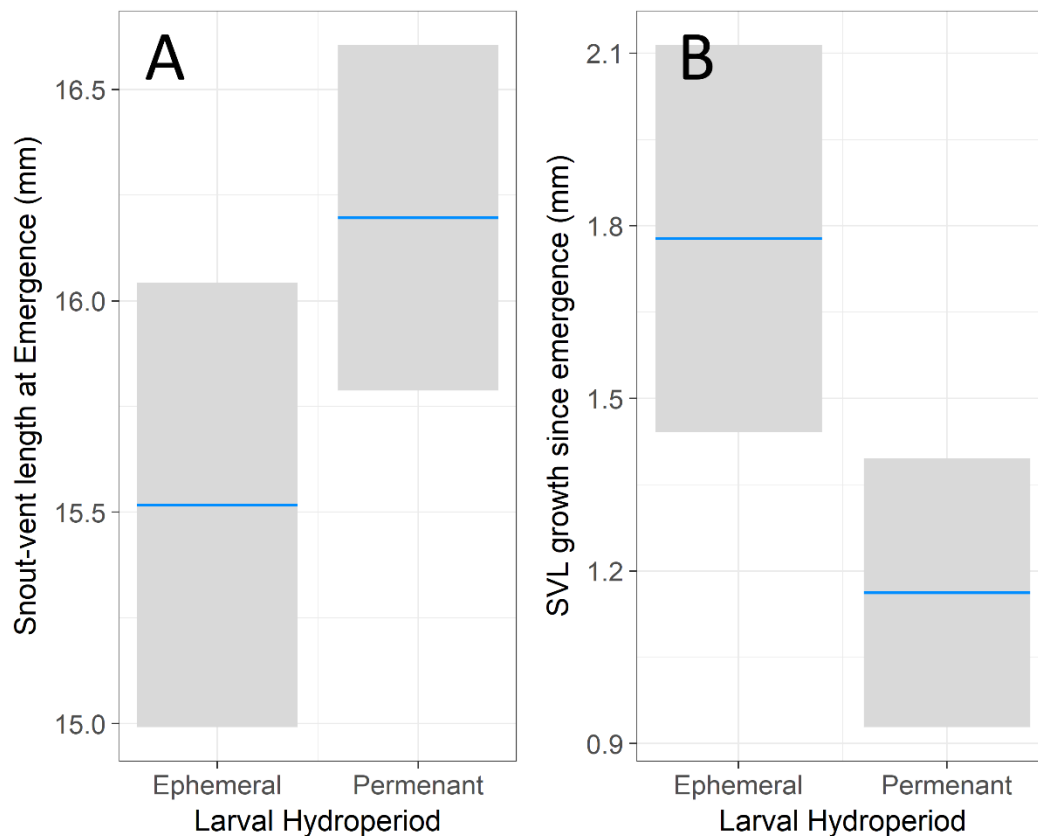 A
Snout-vent length at Emergence (mm)
16.5
16.0
15.5
15.0
Ephemeral Permenant
Larval Hydroperiod
B
SVL growth since emergence (mm)
2.1
1.8
1.5
1.2
0.9
Ephemeral Permenant
Larval Hydroperiod